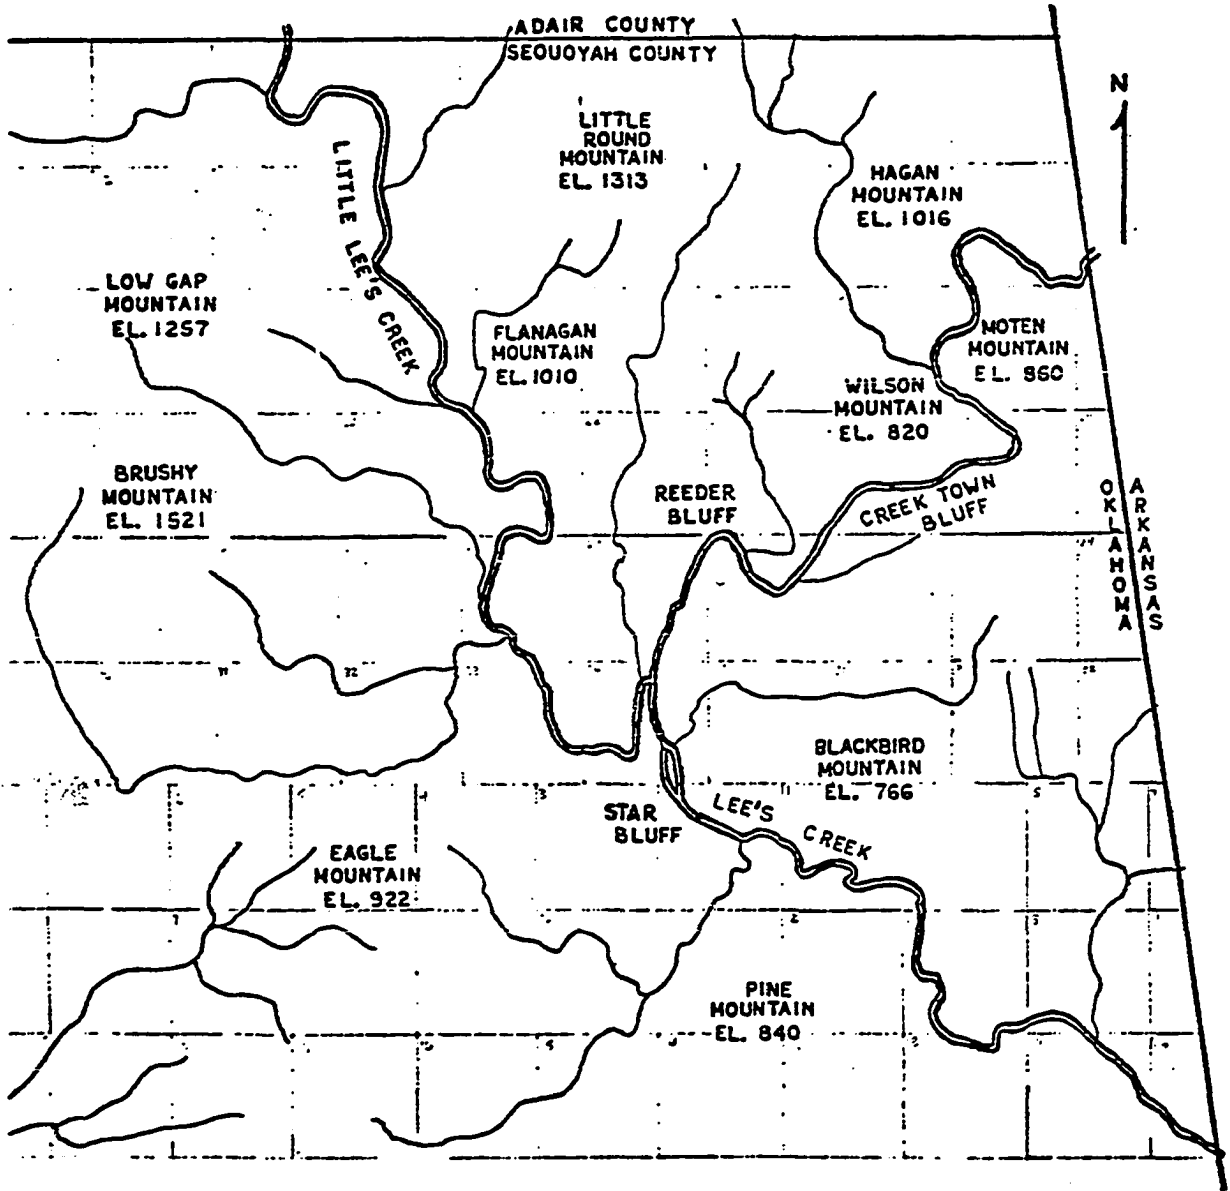 ADAIR COUNTY
SEQUOYAH COUNTY
N
LITTLE
ROUND
MOUNTAIN
EL. 1313
HAGAN
MOUNTAIN
EL. 1016
LITTLE LEE'S CREEK
LOW GAP
MOUNTAIN
EL. 1257
FLANAGAN
MOUNTAIN
EL. 1010
MOTEN
MOUNTAIN
EL. 860
WILSON
MOUNTAIN
EL. 820
BRUSHY
MOUNTAIN
EL. 1521
REEDER
BLUFF
CREEK TOWN
BLUFF
OKLAHOMA
ARKANSAS
BLACKBIRD
MOUNTAIN
EL. 766
STAR
BLUFF
LEE'S CREEK
EAGLE
MOUNTAIN
EL. 922
PINE
MOUNTAIN
EL. 840